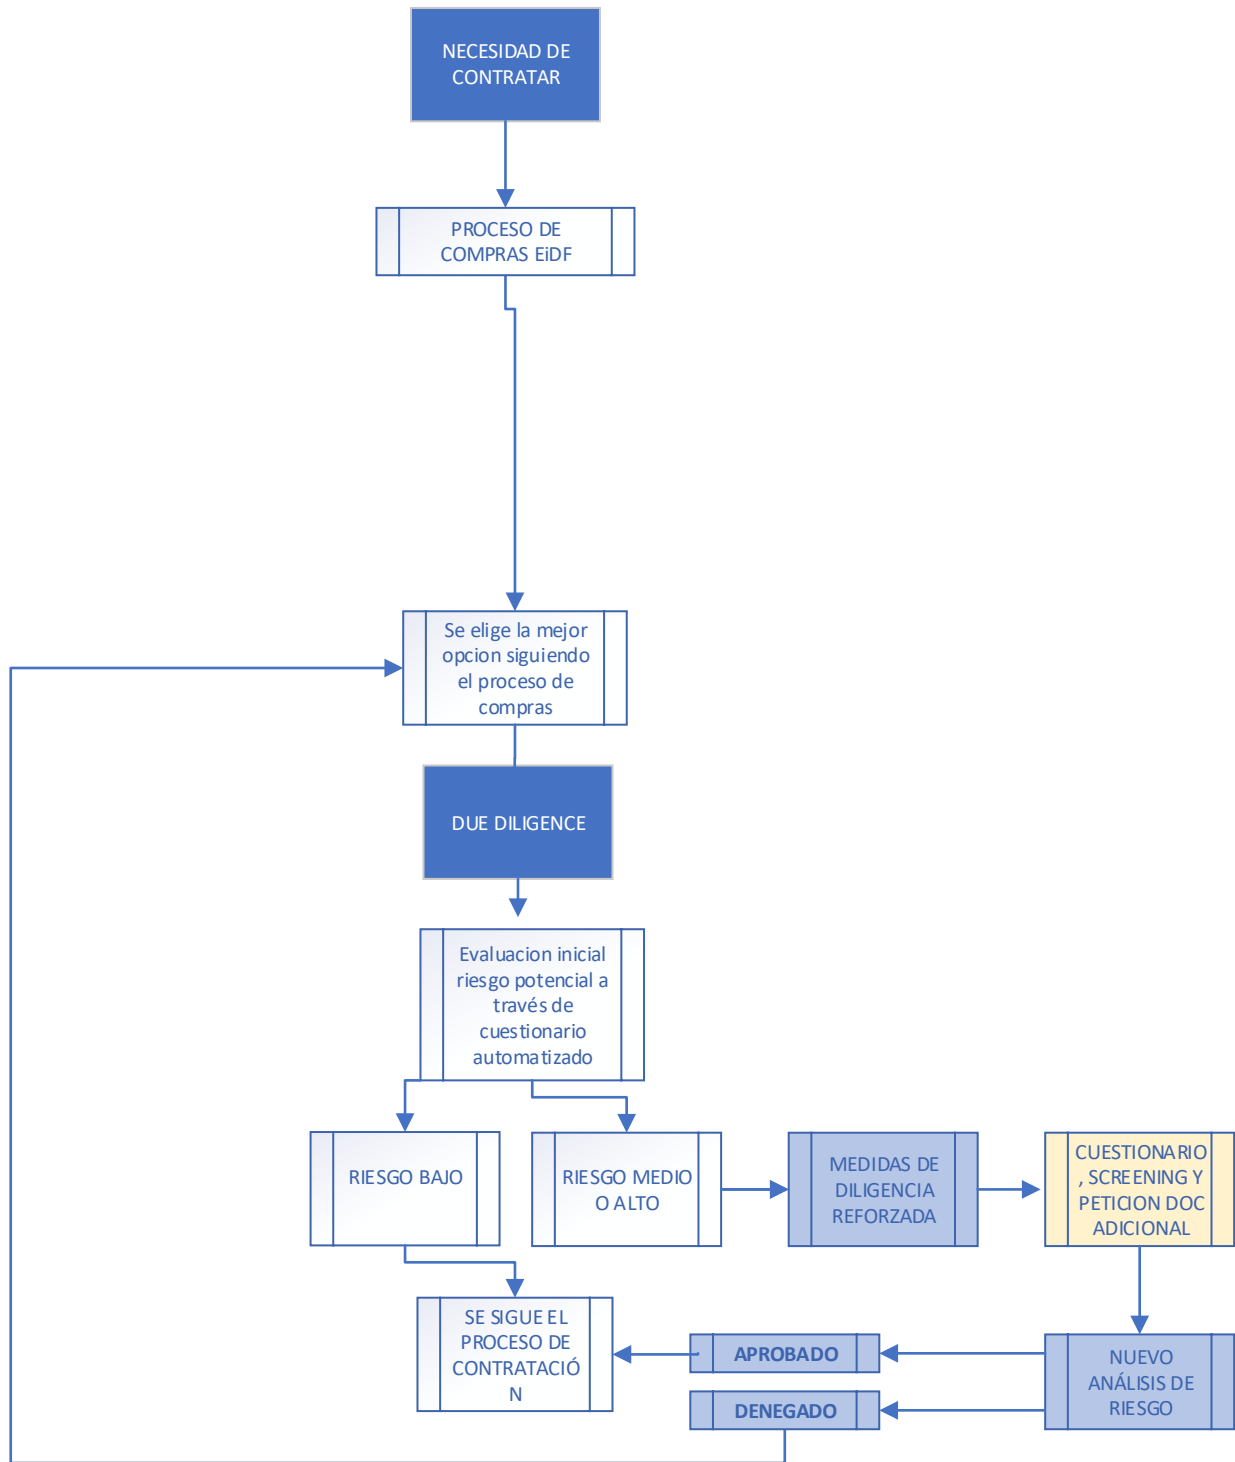 NECESIDAD DE
CONTRATAR
PROCESO DE
COMPRAS EiDF
Se elige la mejor
opcion siguiendo
el proceso de
compras
DUE DILIGENCE
Evaluacion inicial
riesgo potencial a
través de
cuestionario
automatizado
RIESGO BAJO
RIESGO MEDIO
O ALTO
MEDIDAS DE
DILIGENCIA
REFORZADA
CUESTIONARIO
, SCREENING Y
PETICION DOC
ADICIONAL
SE SIGUE EL
PROCESO DE
CONTRATACIÓ
N
APROBADO
DENEGADO
NUEVO
ANÁLISIS DE
RIESGO